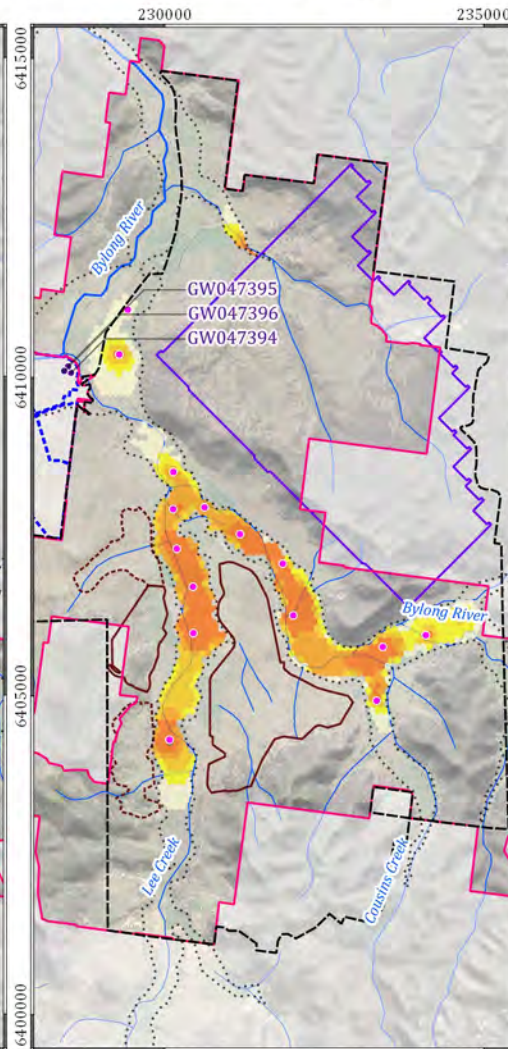 230000
235000
6415000
Bylong River
GW047395
GW047396
GW047394
6410000
Bylong River
6405000
Lee Creek
Cousins Creek
6400000